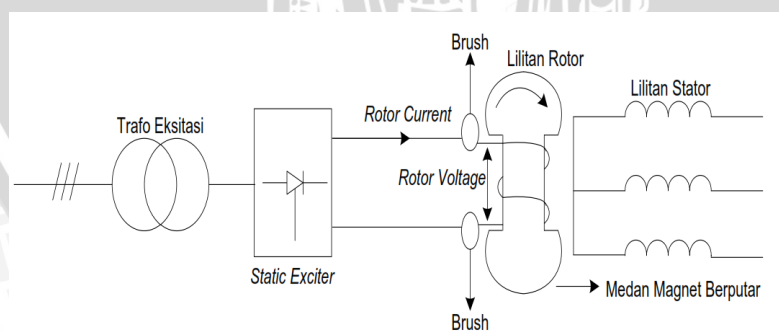 Brush
Lilitan Rotor
Lilitan Stator
Trafo Eksitasi
Rotor Current
Rotor Voltage
Static Exciter
Medan Magnet Berputar
Brush